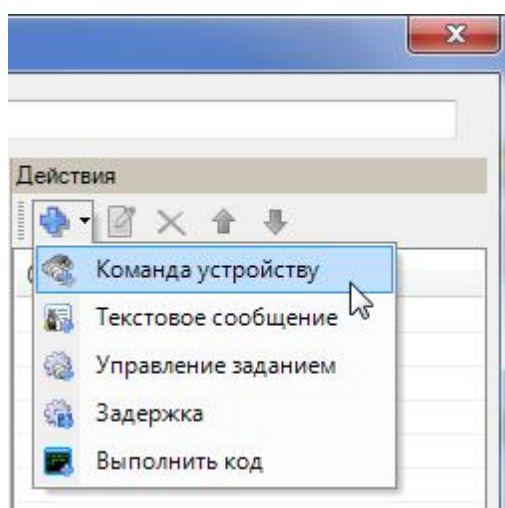 Действия
Команда устройству
Текстовое сообщение
Управление заданием
Задержка
Выполнить код